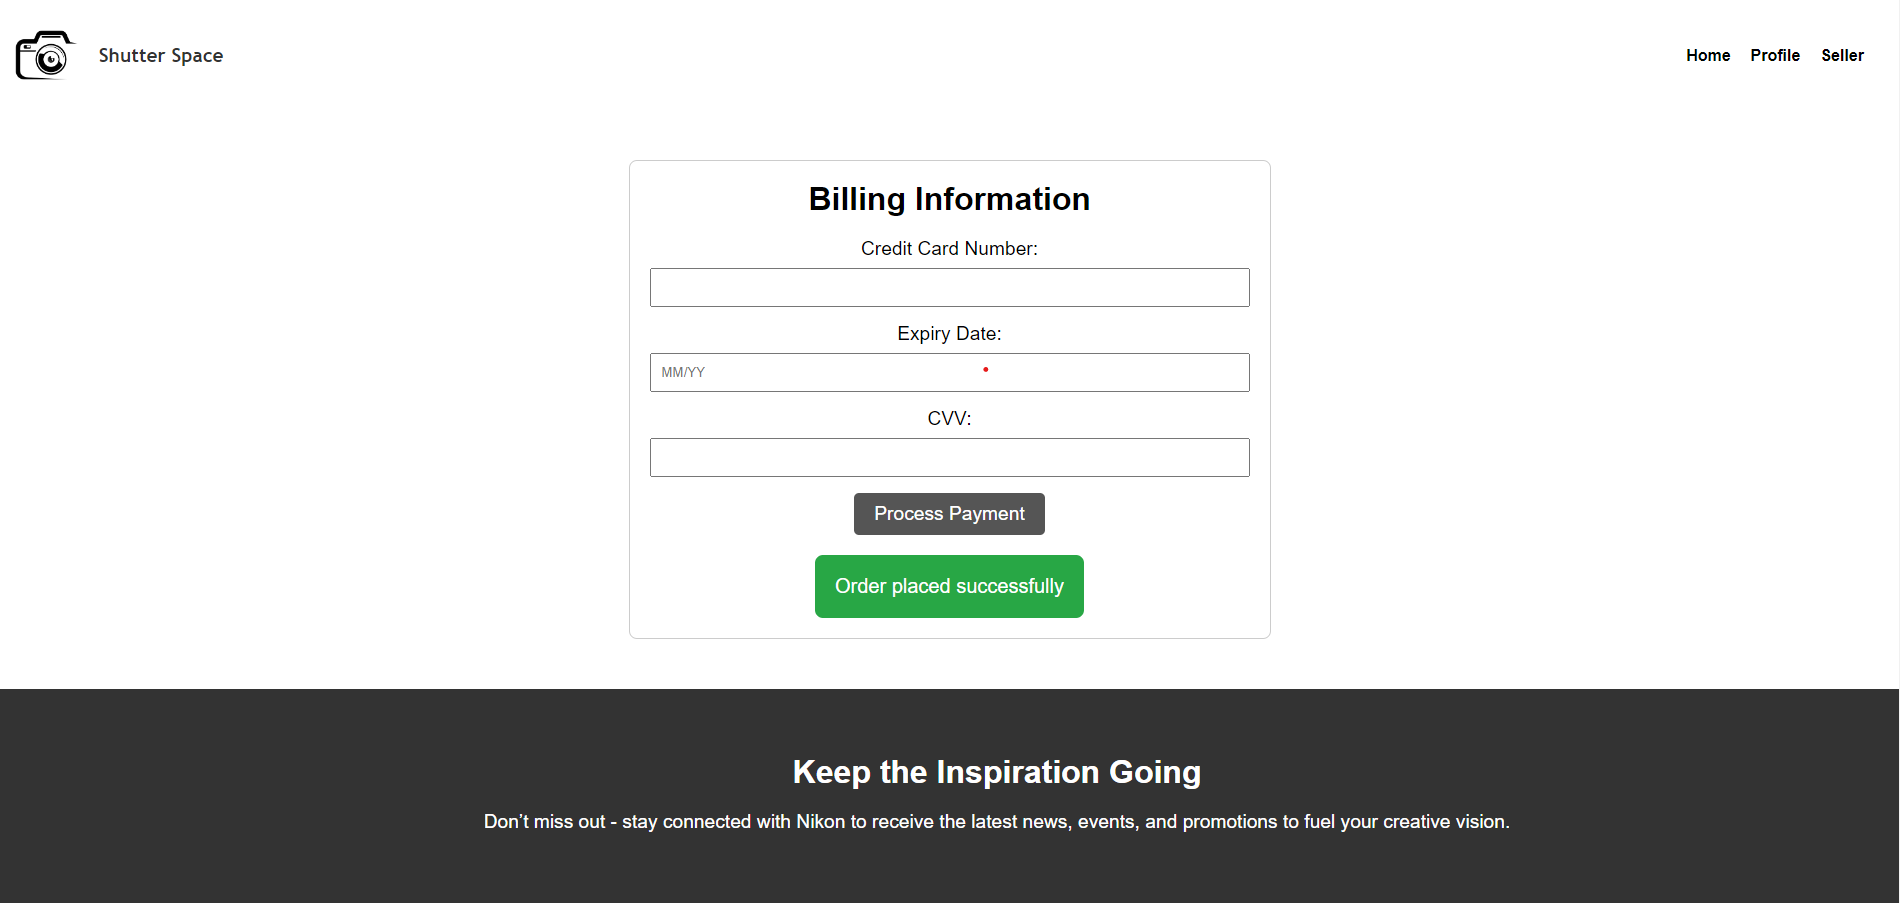 Shutter Space
Home Profile Seller
Billing Information
Credit Card Number:
Expiry Date:
MM/YY
CVV:
Process Payment
Order placed successfully
Keep the Inspiration Going
Don’t miss out - stay connected with Nikon to receive the latest news, events, and promotions to fuel your creative vision.